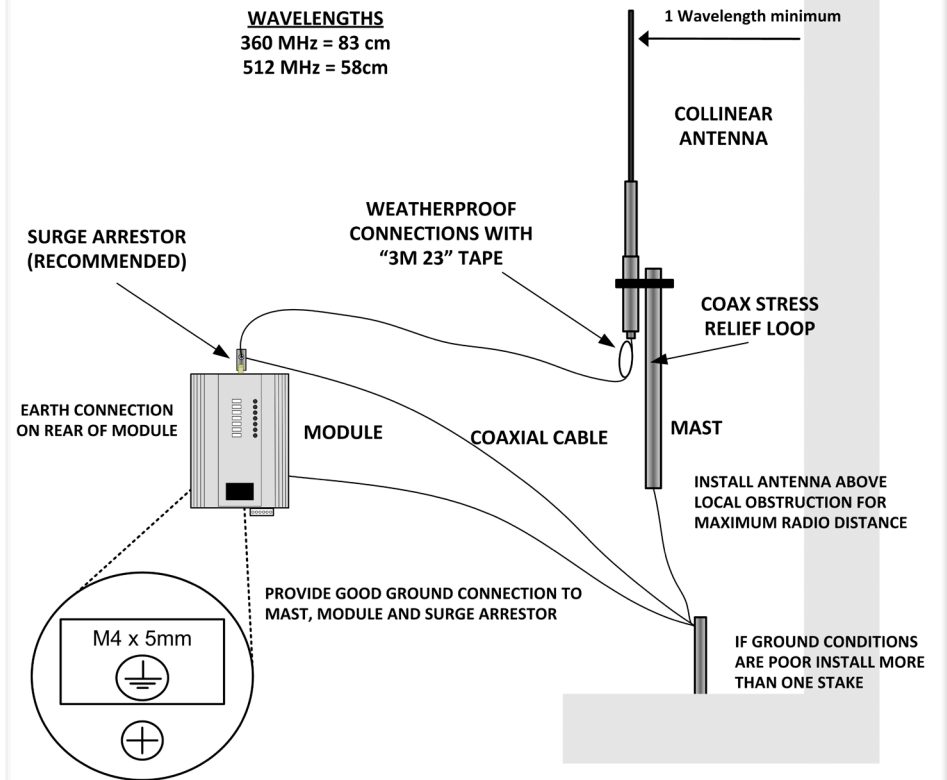 WAVELENGTHS
360 MHz = 83 cm
512 MHz = 58cm
1 Wavelength minimum
COLLINEAR
ANTENNA
WEATHERPROOF
CONNECTIONS WITH
“3M 23” TAPE
SURGE ARRESTOR
(RECOMMENDED)
COAX STRESS
RELIEF LOOP
EARTH CONNECTION
ON REAR OF MODULE
MODULE
COAXIAL CABLE
MAST
INSTALL ANTENNA ABOVE
LOCAL OBSTRUCTION FOR
MAXIMUM RADIO DISTANCE
PROVIDE GOOD GROUND CONNECTION TO
MAST, MODULE AND SURGE ARRESTOR
M4 x 5mm
IF GROUND CONDITIONS
ARE POOR INSTALL MORE
THAN ONE STAKE